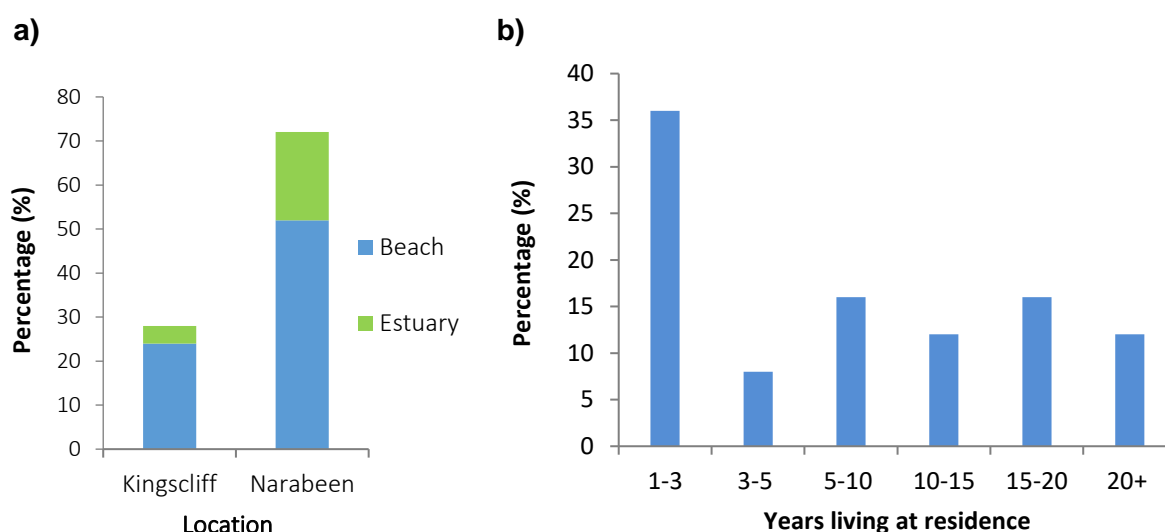 a)
80
70
60
50
40
30
20
10
0
Percentage (%)
Kingscliff Narabeen
Location
Beach
Estuary
b)
40
35
30
25
20
15
10
5
0
Percentage (%)
1-3 3-5 5-10 10-15 15-20 20+
Years living at residence